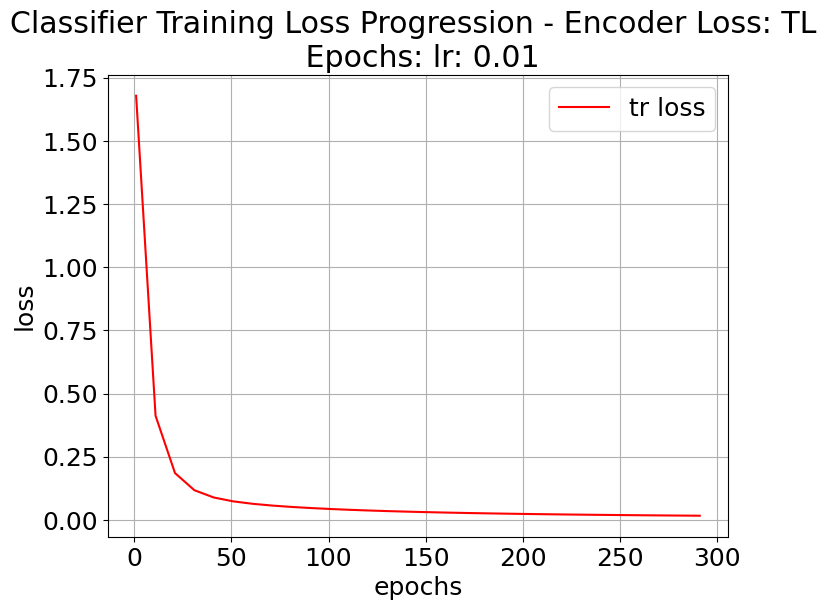 Classifier Training Loss Progression - Encoder Loss: TL
Epochs: lr: 0.01
1.75
1.50
1.25
1.00
0.75
0.50
0.25
0.00
loss
tr loss
0 50 100 150 200 250 300
epochs